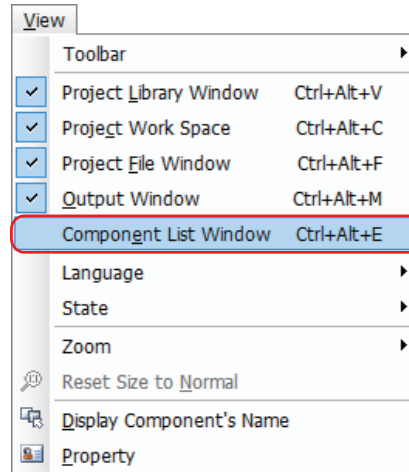 View
Toolbar
Project Library Window Ctrl+Alt+V
Project Work Space Ctrl+Alt+C
Project File Window Ctrl+Alt+F
Output Window Ctrl+Alt+M
Component List Window Ctrl+Alt+E
Language
State
Zoom
Reset Size to Normal
Display Component's Name
Property